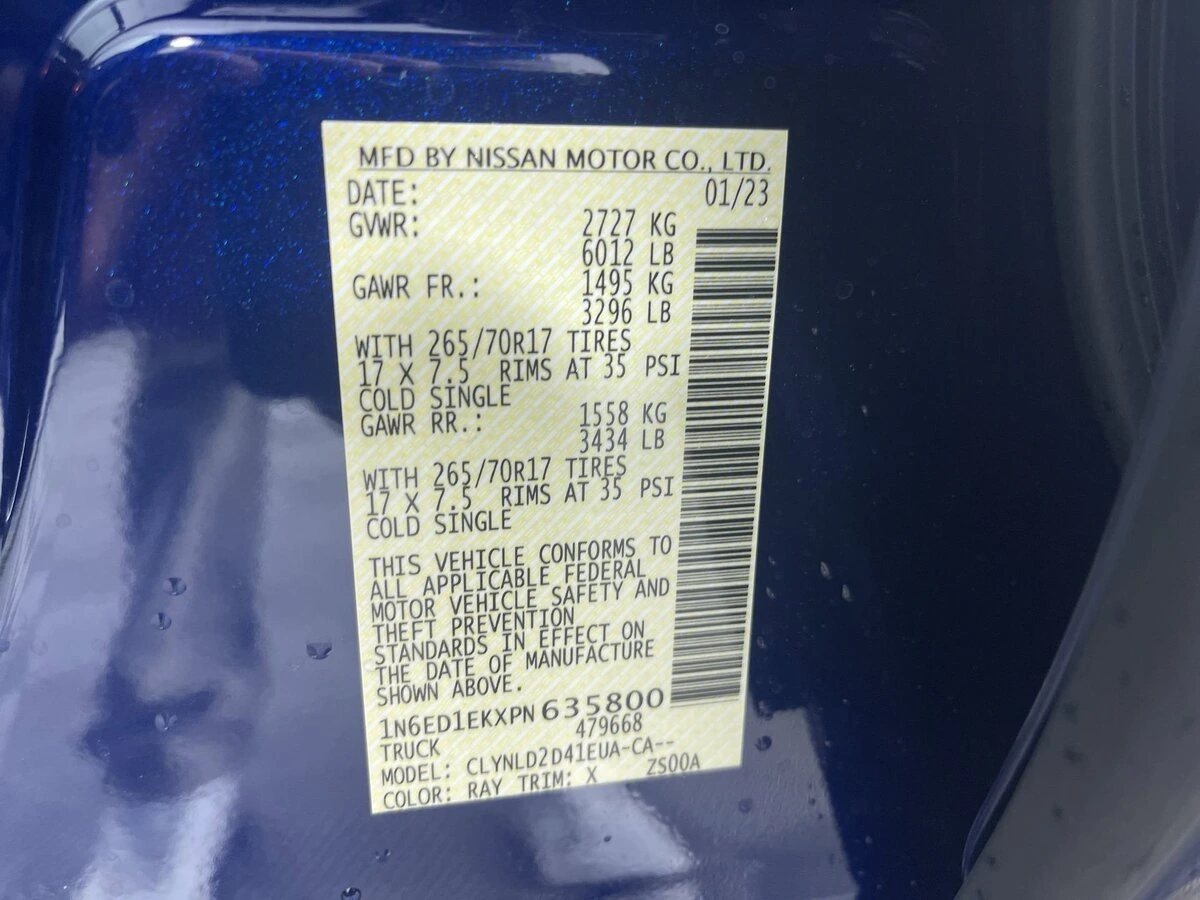 MFD BY NISSAN MOTOR CO., LTD.
DATE: 01/23
GVWR: 2727 KG
6012 LB
GAWR FR.: 1495 KG
3296 LB
WITH 265/70R17 TIRES
17 X 7.5 RIMS AT 35 PSI
COLD SINGLE
GAWR RR.: 1558 KG
3434 LB
WITH 265/70R17 TIRES
17 X 7.5 RIMS AT 35 PSI
COLD SINGLE
THIS VEHICLE CONFORMS TO
ALL APPLICABLE FEDERAL
MOTOR VEHICLE SAFETY AND
THEFT PREVENTION
STANDARDS IN EFFECT ON
THE DATE OF MANUFACTURE
SHOWN ABOVE.
1N6ED1EKXPN635800
TRUCK 479668
MODEL: CLYNLD2D41EUA-CA--
COLOR: RAY TRIM: X ZS00A